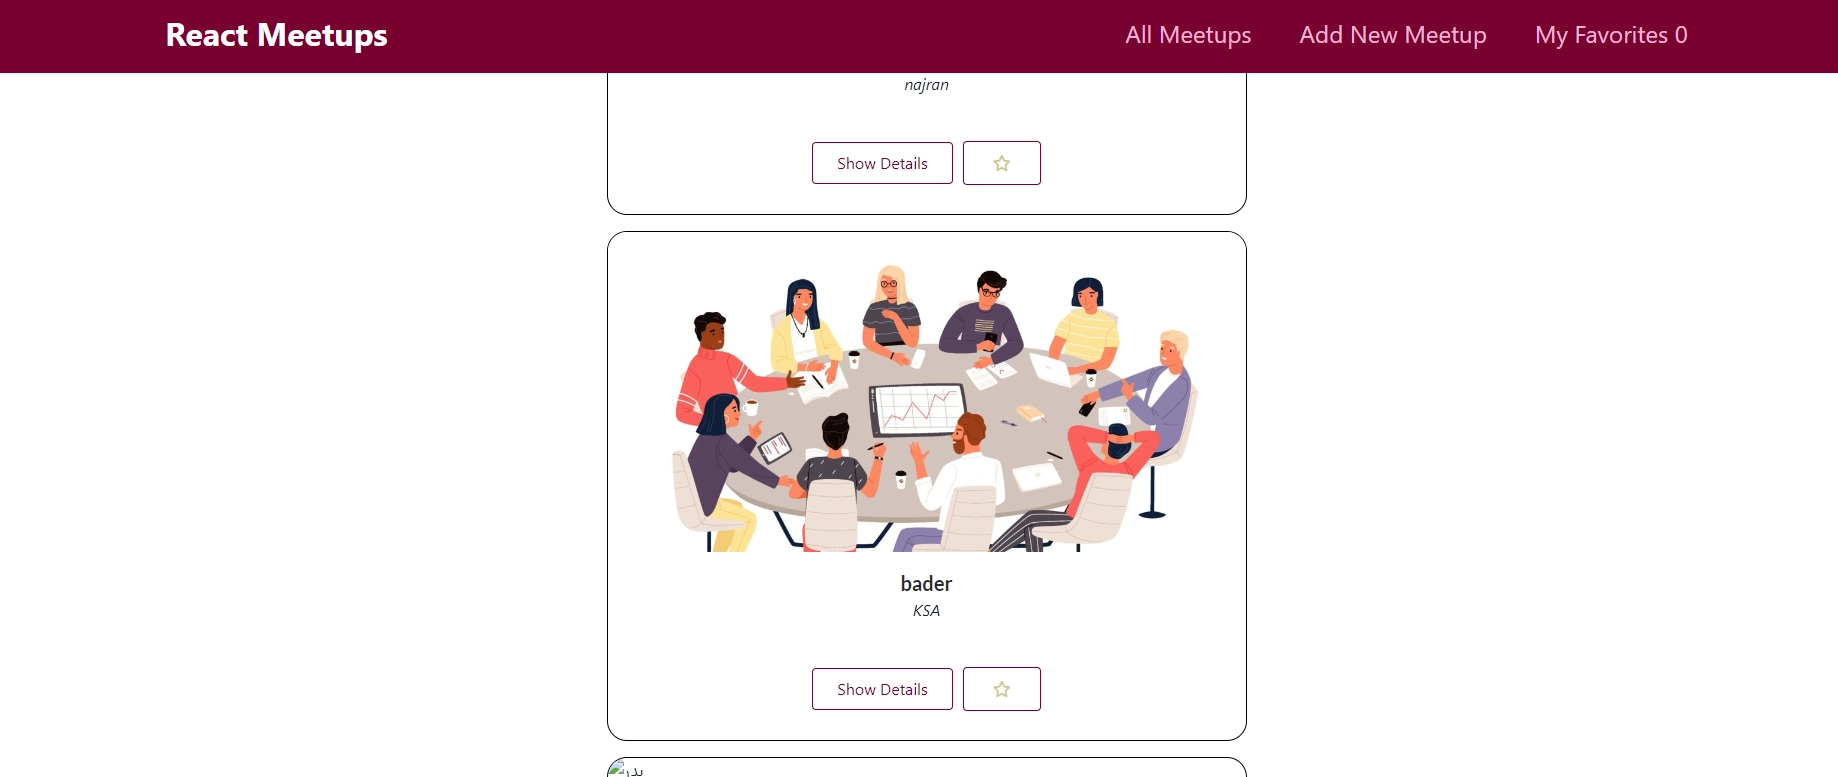 React Meetups
All Meetups
Add New Meetup
My Favorites 0
najran
Show Details
bader
KSA
Show Details
بدر